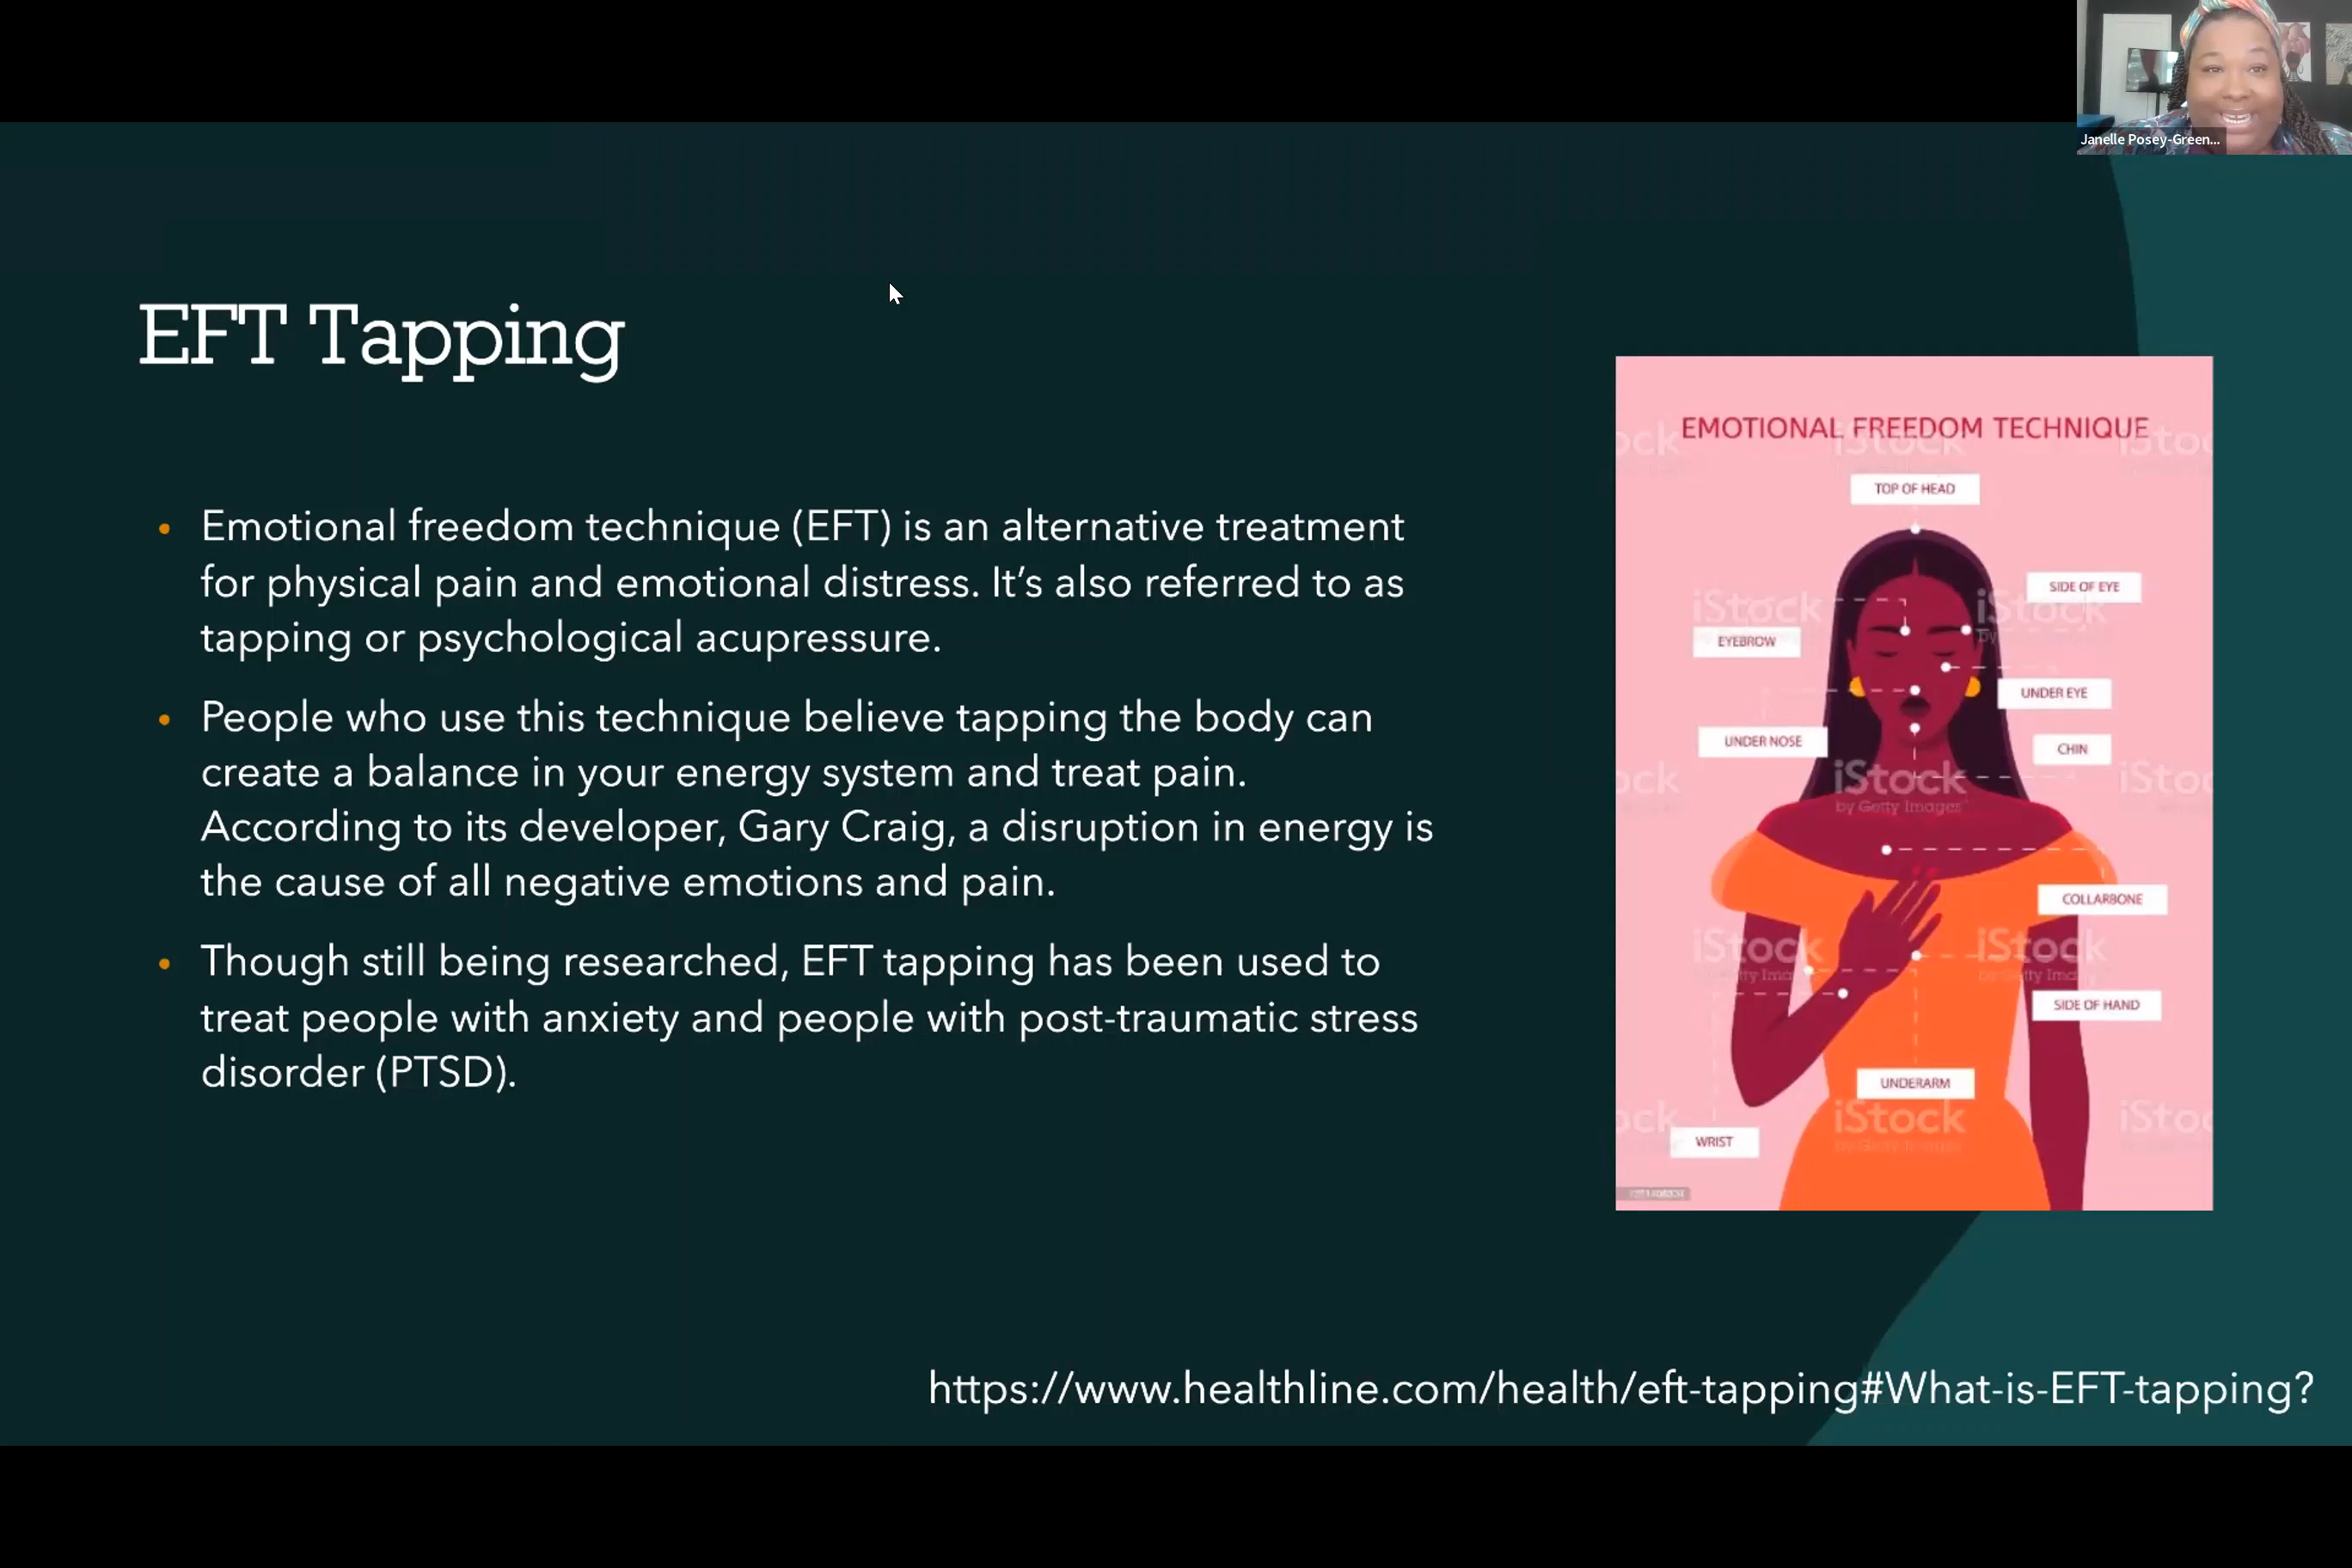 Janelle Posey-Green...
EFT Tapping
• Emotional freedom technique (EFT) is an alternative treatment
for physical pain and emotional distress. It’s also referred to as
tapping or psychological acupressure.
• People who use this technique believe tapping the body can
create a balance in your energy system and treat pain.
According to its developer, Gary Craig, a disruption in energy is
the cause of all negative emotions and pain.
• Though still being researched, EFT tapping has been used to
treat people with anxiety and people with post-traumatic stress
disorder (PTSD).
EMOTIONAL FREEDOM TECHNIQUE
TOP OF HEAD
SIDE OF EYE
EYEBROW
UNDER EYE
UNDER NOSE
CHIN
COLLARBONE
SIDE OF HAND
UNDERARM
WRIST
iStock
by Getty Images
https://www.healthline.com/health/eft-tapping#What-is-EFT-tapping?